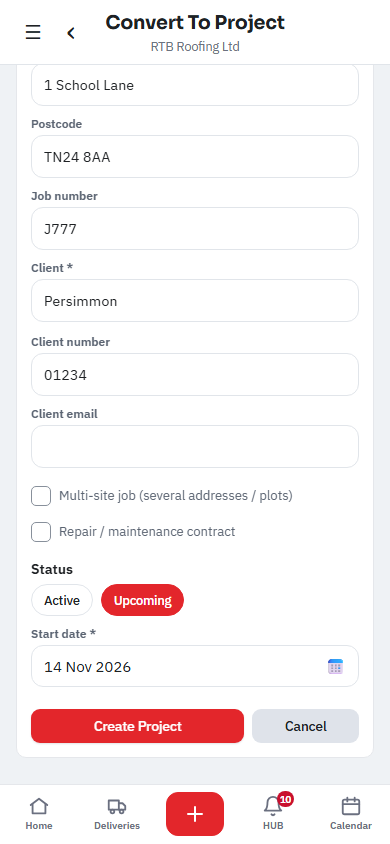 Convert To Project
RTB Roofing Ltd
1 School Lane
Postcode
TN24 8AA
Job number
J777
Client *
Persimmon
Client number
01234
Client email
Multi-site job (several addresses / plots)
Repair / maintenance contract
Status
Active
Upcoming
Start date *
14 Nov 2026
Create Project
Cancel
10
Home
Deliveries
HUB
Calendar